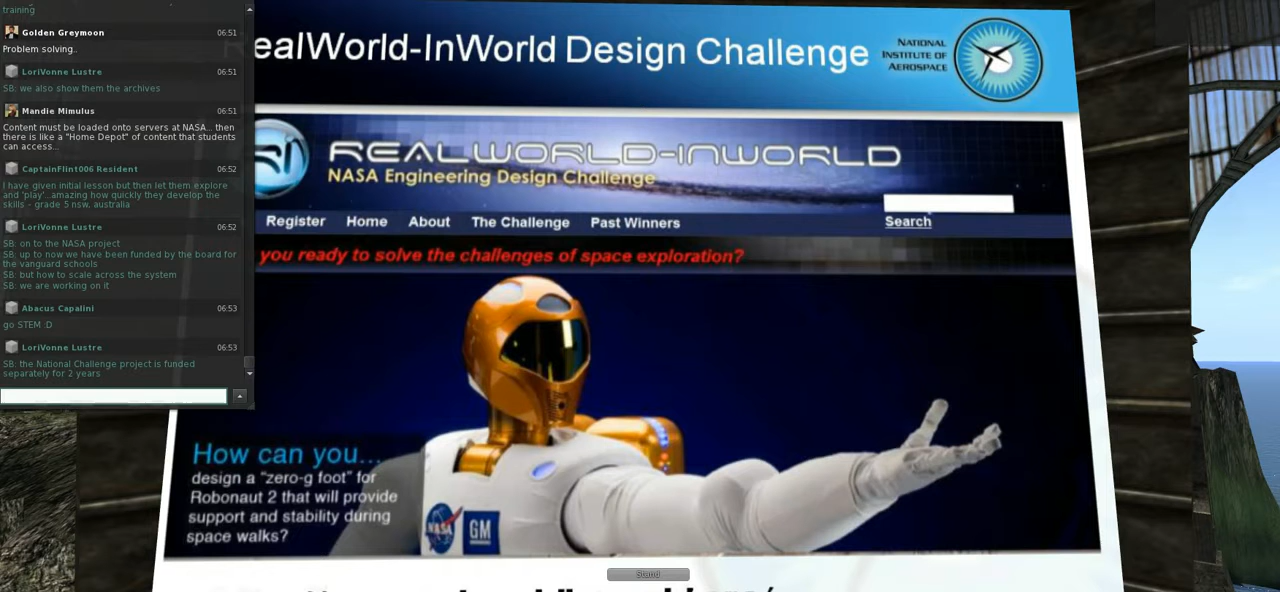 training
Golden Greymoon 06:51
Problem solving..
LoriVonne Lustre 06:51
SB: we also show them the archives
Mandie Mimulus 06:51
Content must be loaded onto servers at NASA... then
there is like a "Home Depot" of content that students
can access...
CaptainFlint006 Resident 06:52
I have given initial lesson but then let them explore
and 'play'...amazing how quickly they develop the
skills - grade 5 nsw, australia
LoriVonne Lustre 06:52
SB: on to the NASA project
SB: up to now we have been funded by the board for
the vanguard schools
SB: but how to scale across the system
SB: we are working on it
Abacus Capalini 06:53
go STEM :D
LoriVonne Lustre 06:53
SB: the National Challenge project is funded
separately for 2 years
ealWorld-InWorld Design Challenge
NATIONAL
INSTITUTE OF
AEROSPACE
REALWORLD-INWORLD
NASA Engineering Design Challenge
Register Home About The Challenge Past Winners Search
you ready to solve the challenges of space exploration?
How can you...
design a "zero-g foot" for
Robonaut 2 that will provide
support and stability during
space walks?
NASA
GM
Stand